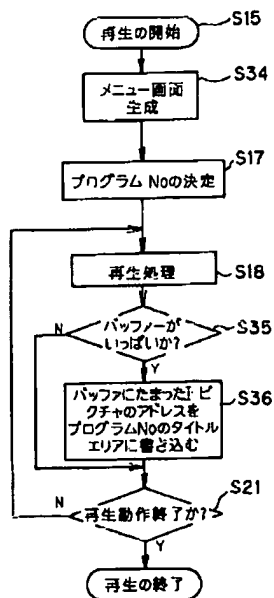 再生の開始
S15
S34
メニュー画面
生成
S17
プログラム Noの決定
再生処理
S18
N
バッファーが
いっぱいか?
S35
Y
バッファにたまったI・ピ
クチャのアドレスを
プログラムNoのタイトル
エリアに書き込む
S36
N
再生動作終了か?
S21
Y
再生の終了